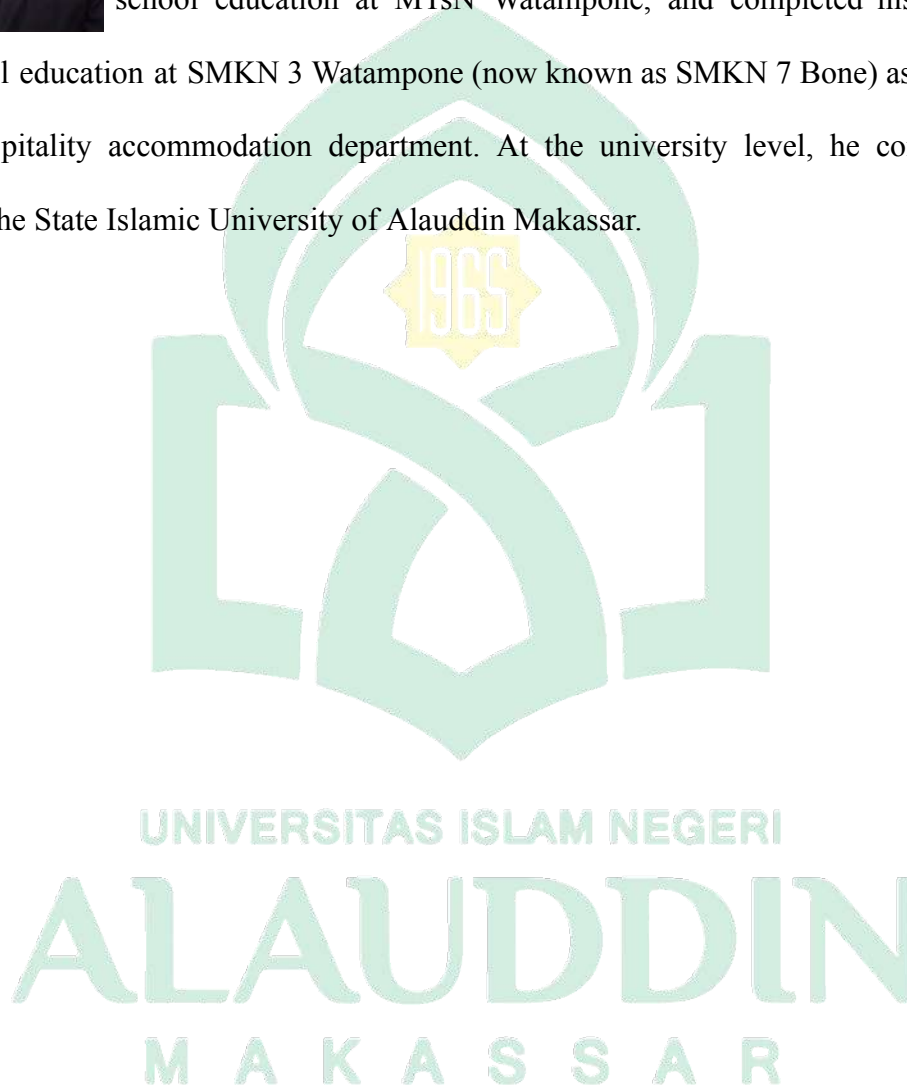 school education at MTsN Watampone, and completed
l education at SMKN 3 Watampone (now known as SMKN 7 Bone) as
pitality accommodation department. At the university level, he co
he State Islamic University of Alauddin Makassar.
1965
UNIVERSITAS ISLAM NEGERI
ALAUDDIN
MAKASSAR